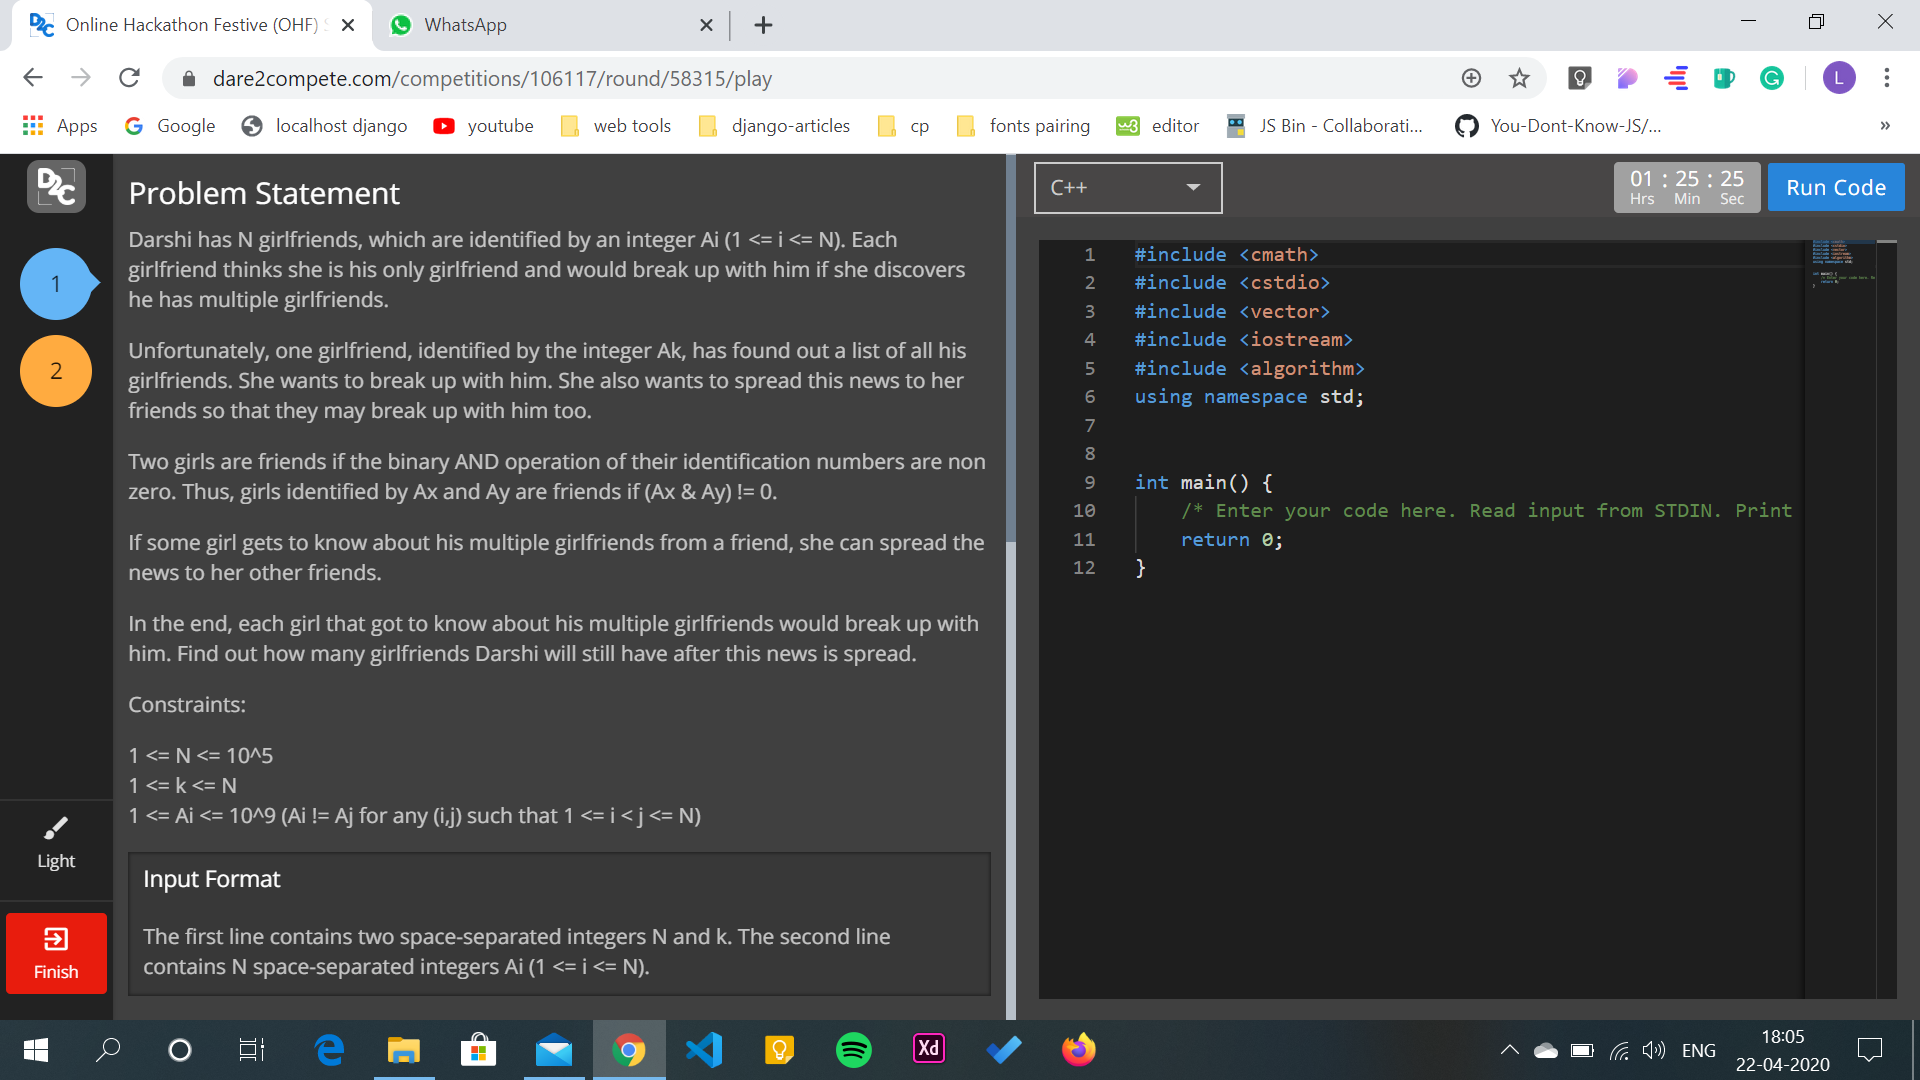 Online Hackathon Festive (OHF)
WhatsApp
dare2compete.com/competitions/106117/round/58315/play
L
Apps
Google
localhost django
youtube
web tools
django-articles
cp
fonts pairing
editor
JS Bin - Collaborati...
You-Dont-Know-JS/...
»
D2C
1
2
Light
Finish
Problem Statement
Darshi has N girlfriends, which are identified by an integer Ai (1 <= i <= N). Each
girlfriend thinks she is his only girlfriend and would break up with him if she discovers
he has multiple girlfriends.
Unfortunately, one girlfriend, identified by the integer Ak, has found out a list of all his
girlfriends. She wants to break up with him. She also wants to spread this news to her
friends so that they may break up with him too.
Two girls are friends if the binary AND operation of their identification numbers are non
zero. Thus, girls identified by Ax and Ay are friends if (Ax & Ay) != 0.
If some girl gets to know about his multiple girlfriends from a friend, she can spread the
news to her other friends.
In the end, each girl that got to know about his multiple girlfriends would break up with
him. Find out how many girlfriends Darshi will still have after this news is spread.
Constraints:
1 <= N <= 10^5
1 <= k <= N
1 <= Ai <= 10^9 (Ai != Aj for any (i,j) such that 1 <= i < j <= N)
Input Format
The first line contains two space-separated integers N and k. The second line
contains N space-separated integers Ai (1 <= i <= N).
C++
01 : 25 : 25
Hrs Min Sec
Run Code
1 #include <cmath>
2 #include <cstdio>
3 #include <vector>
4 #include <iostream>
5 #include <algorithm>
6 using namespace std;
7
8
9 int main() {
10 /* Enter your code here. Read input from STDIN. Print
11 return 0;
12 }
Xd
ENG
18:05
22-04-2020